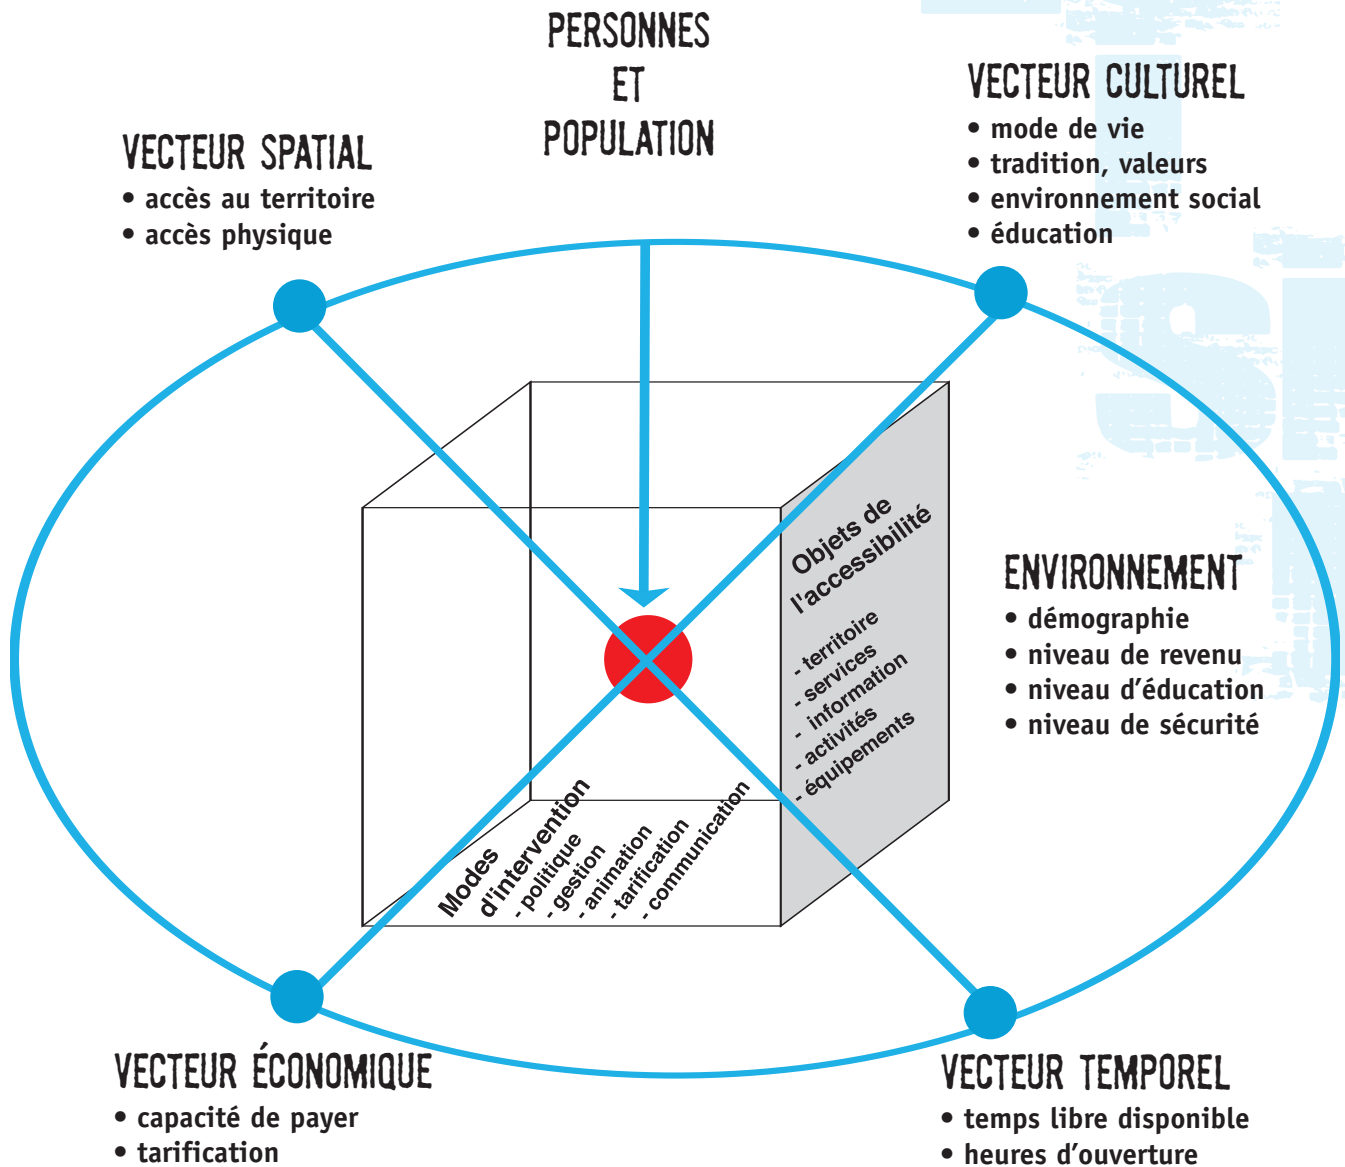 PERSONNES
ET
POPULATION
VECTEUR SPATIAL
• accès au territoire
• accès physique
VECTEUR CULTUREL
• mode de vie
• tradition, valeurs
• environnement social
• éducation
Objets de
l'accessibilité
- territoire
- services
- information
- activités
- équipements
ENVIRONNEMENT
• démographie
• niveau de revenu
• niveau d’éducation
• niveau de sécurité
Modes
d'intervention
- politique
- gestion
- animation
- tarification
- communication
VECTEUR ÉCONOMIQUE
• capacité de payer
• tarification
VECTEUR TEMPOREL
• temps libre disponible
• heures d’ouverture